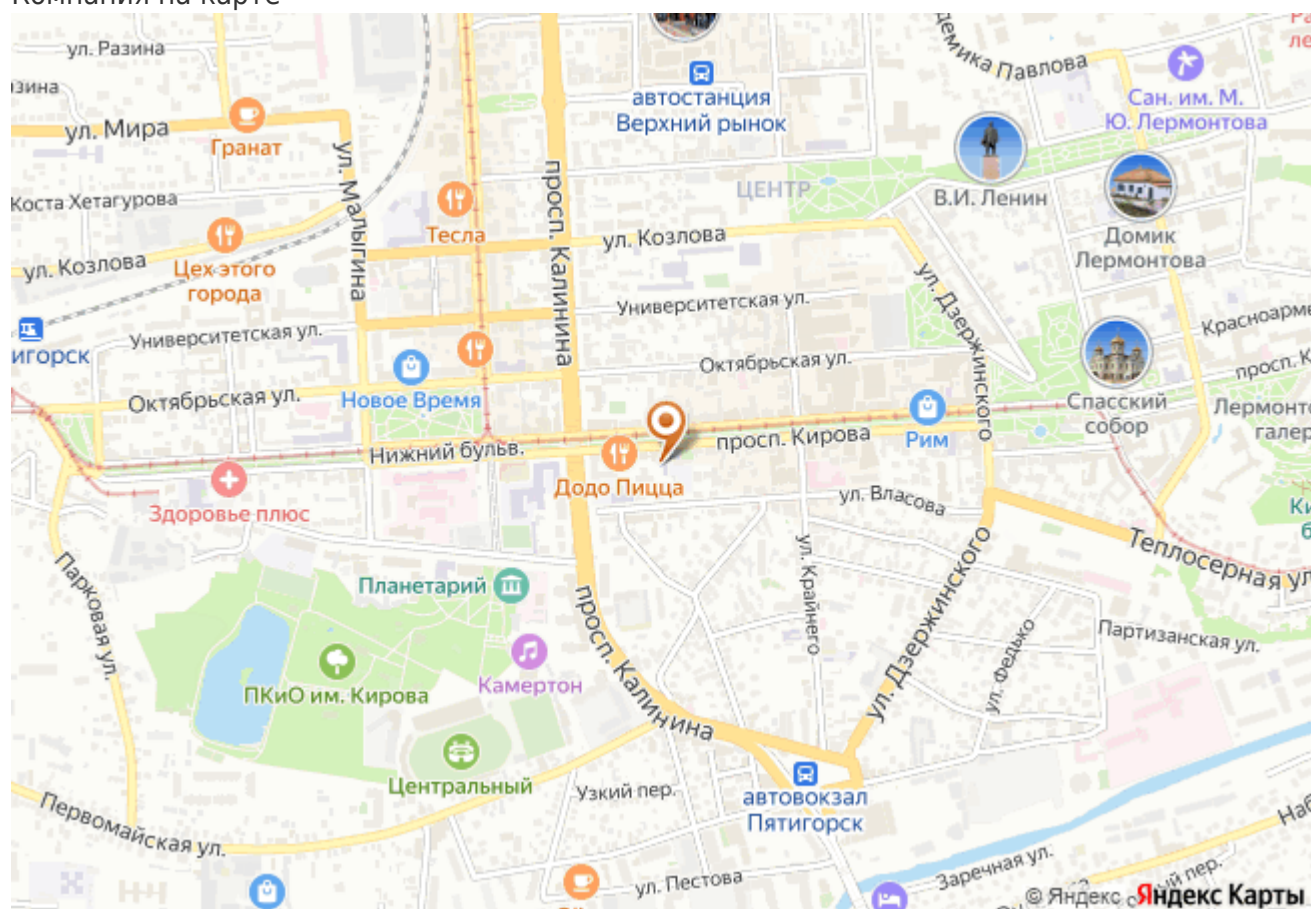 Компания на карте
ул. Разина
автостанция
Верхний рынок
Павлова
Сан. им. М.
Ю. Лермонтова
ул. Мира
Гранат
ул. Малыгина
просп. Калинина
ЦЕНТР
В.И. Ленин
Коста Хетагурова
Тесла
ул. Козлова
Домик
Лермонтова
ул. Козлова
Цех этого
города
ул. Дзержинского
Университетская ул.
Университетская ул.
Октябрьская ул.
Октябрьская ул.
Новое Время
Спасский
собор
Нижний бульв.
просп. Кирова
Рим
Додо Пицца
Здоровье плюс
ул. Власова
Теплосерная ул
ул. Крайнего
Парковая ул.
Планетарий
просп. Калинина
ул. Дзержинского
ул. Федько
Партизанская ул.
ПКиО им. Кирова
Камертон
Центральный
Узкий пер.
автовокзал
Пятигорск
Первомайская ул.
ул. Пестова
Заречная ул.
© Яндекс
Яндекс Карты